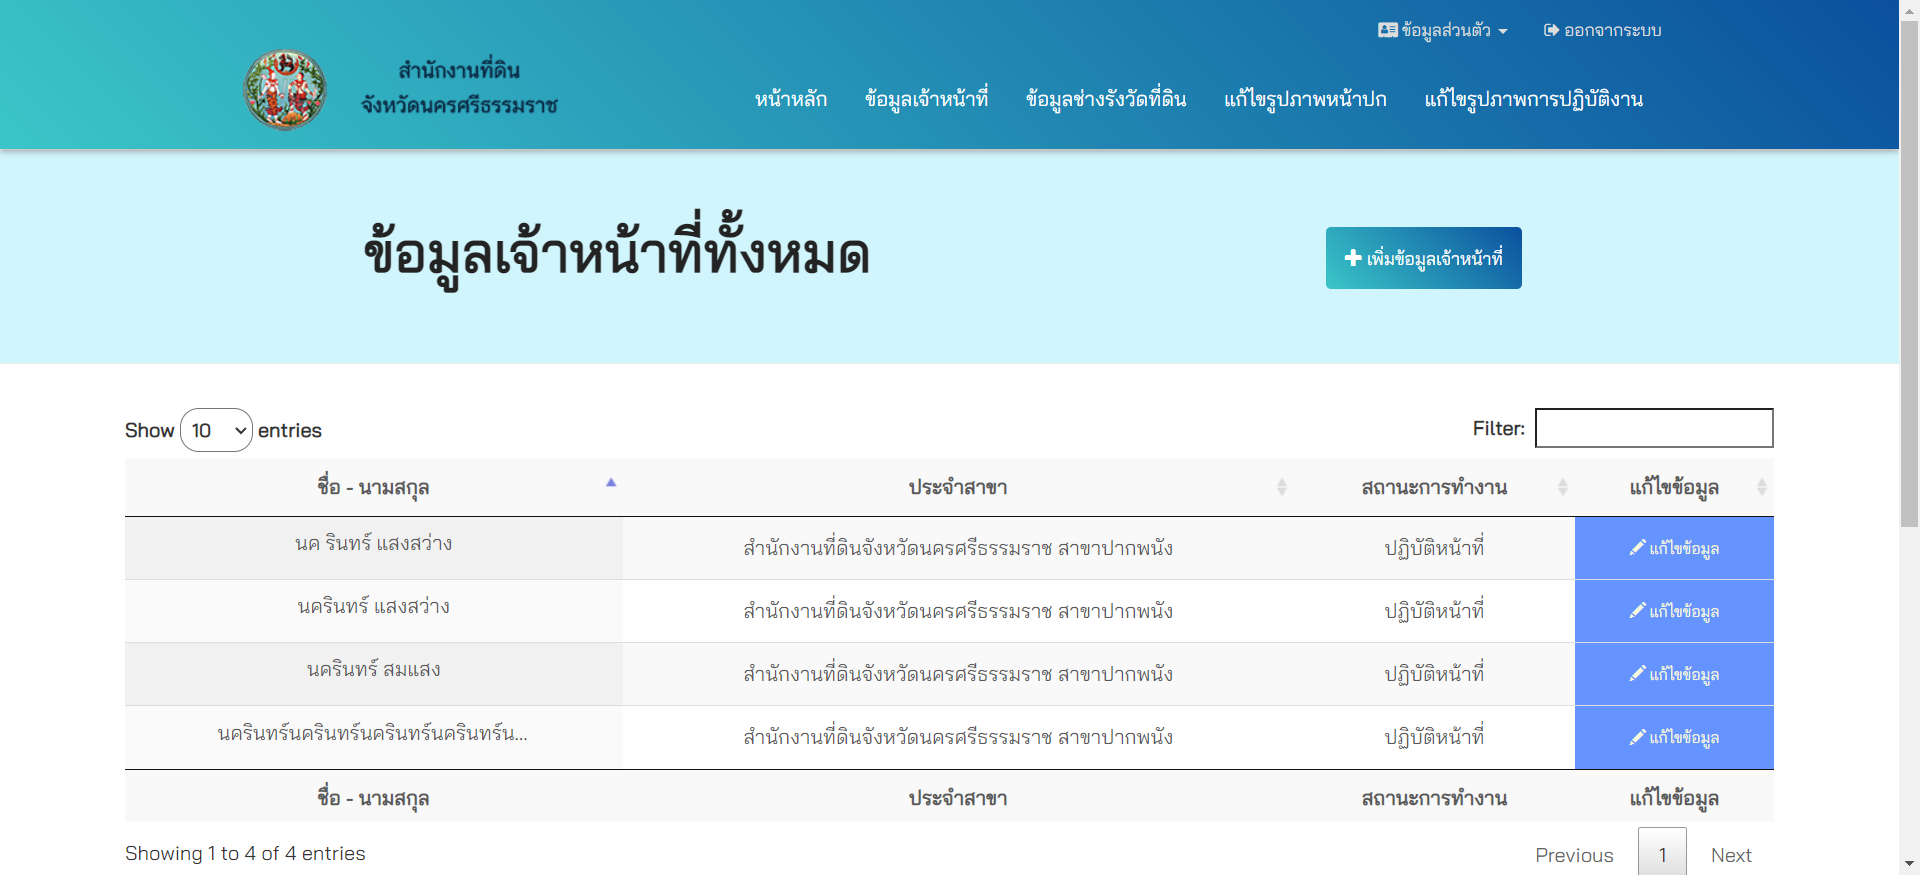 ข้อมูลส่วนตัว
ออกจากระบบ
สำนักงานที่ดิน
จังหวัดนครศรีธรรมราช
หน้าหลัก ข้อมูลเจ้าหน้าที่ ข้อมูลช่างรังวัดที่ดิน แก้ไขรูปภาพหน้าปก แก้ไขรูปภาพการปฏิบัติงาน
ข้อมูลเจ้าหน้าที่ทั้งหมด
เพิ่มข้อมูลเจ้าหน้าที่
Show 10 entries
Filter:
ชื่อ - นามสกุล ประจำสาขา สถานะการทำงาน แก้ไขข้อมูล
นค รินทร์ แสงสว่าง สำนักงานที่ดินจังหวัดนครศรีธรรมราช สาขาปากพนัง ปฏิบัติหน้าที่ แก้ไขข้อมูล
นครินทร์ แสงสว่าง สำนักงานที่ดินจังหวัดนครศรีธรรมราช สาขาปากพนัง ปฏิบัติหน้าที่ แก้ไขข้อมูล
นครินทร์ สมแสง สำนักงานที่ดินจังหวัดนครศรีธรรมราช สาขาปากพนัง ปฏิบัติหน้าที่ แก้ไขข้อมูล
นครินทร์นครินทร์นครินทร์นครินทร์น... สำนักงานที่ดินจังหวัดนครศรีธรรมราช สาขาปากพนัง ปฏิบัติหน้าที่ แก้ไขข้อมูล
ชื่อ - นามสกุล ประจำสาขา สถานะการทำงาน แก้ไขข้อมูล
Showing 1 to 4 of 4 entries
Previous 1 Next